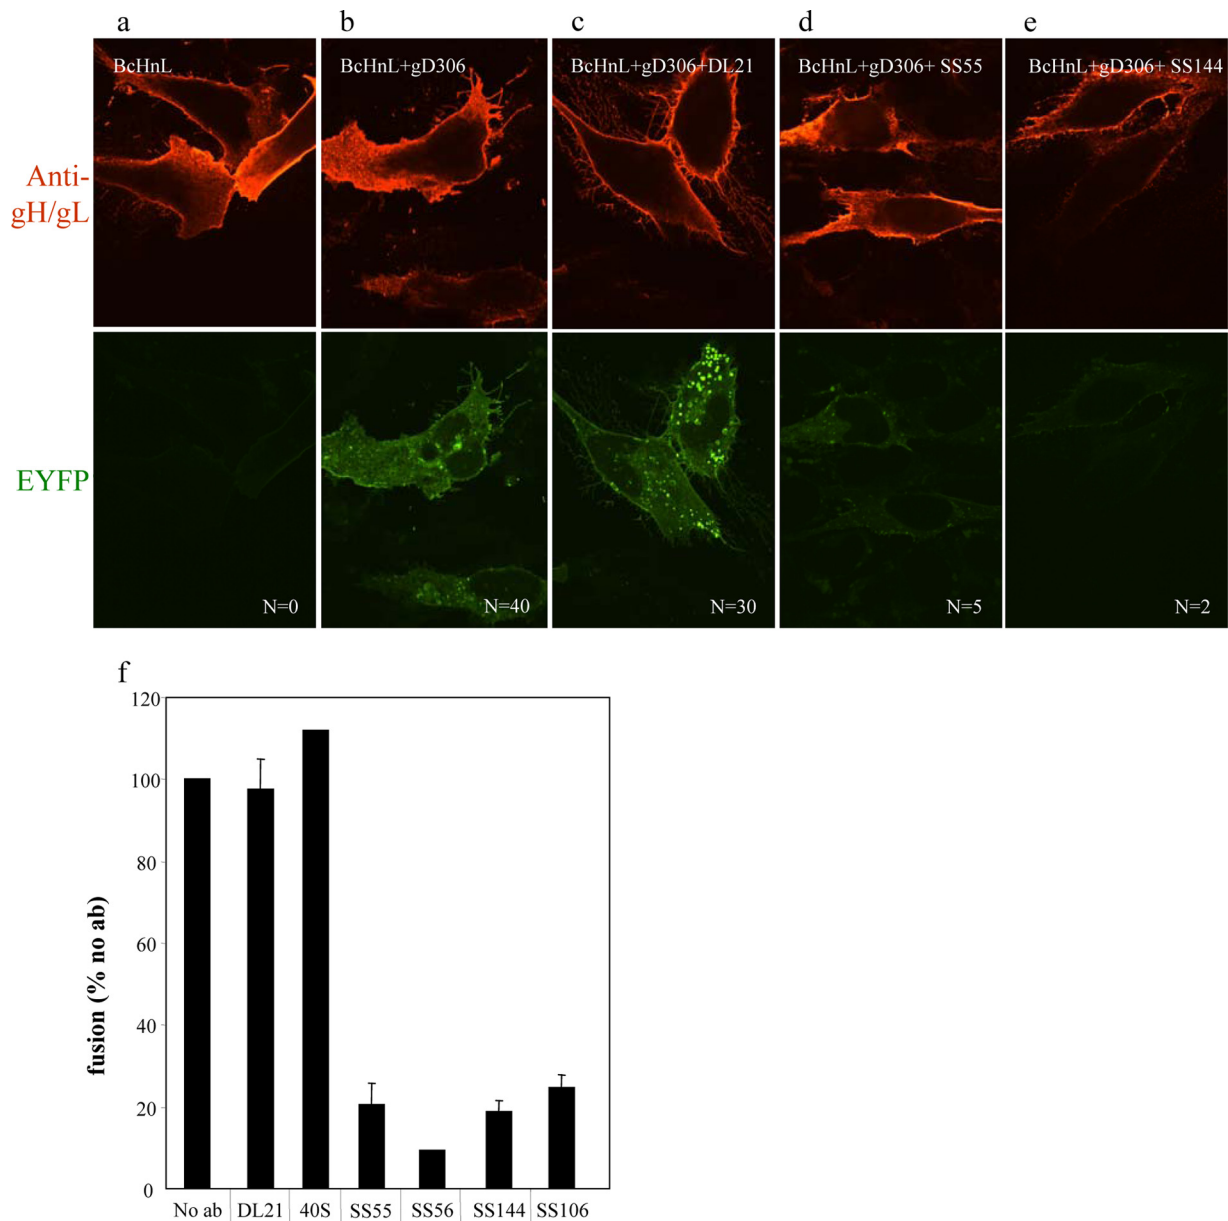 a b c d e
BcHnL
BcHnL+gD306
BcHnL+gD306+DL21
BcHnL+gD306+ SS55
BcHnL+gD306+ SS144
Anti-
gH/gL
EYFP
N=0
N=40
N=30
N=5
N=2
f
120
100
80
60
40
20
0
fusion (% no ab)
No ab DL21 40S SS55 SS56 SS144 SS106